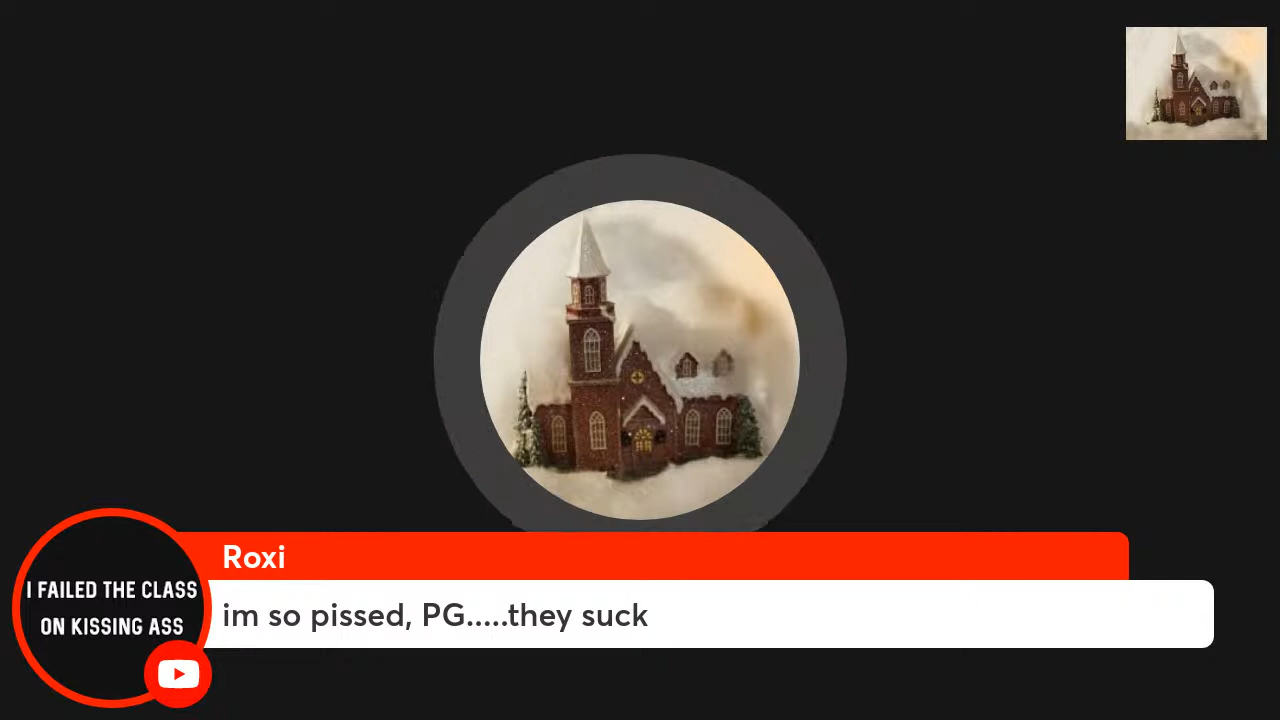 Roxi
I FAILED THE CLASS
ON KISSING ASS
im so pissed, PG.....they suck